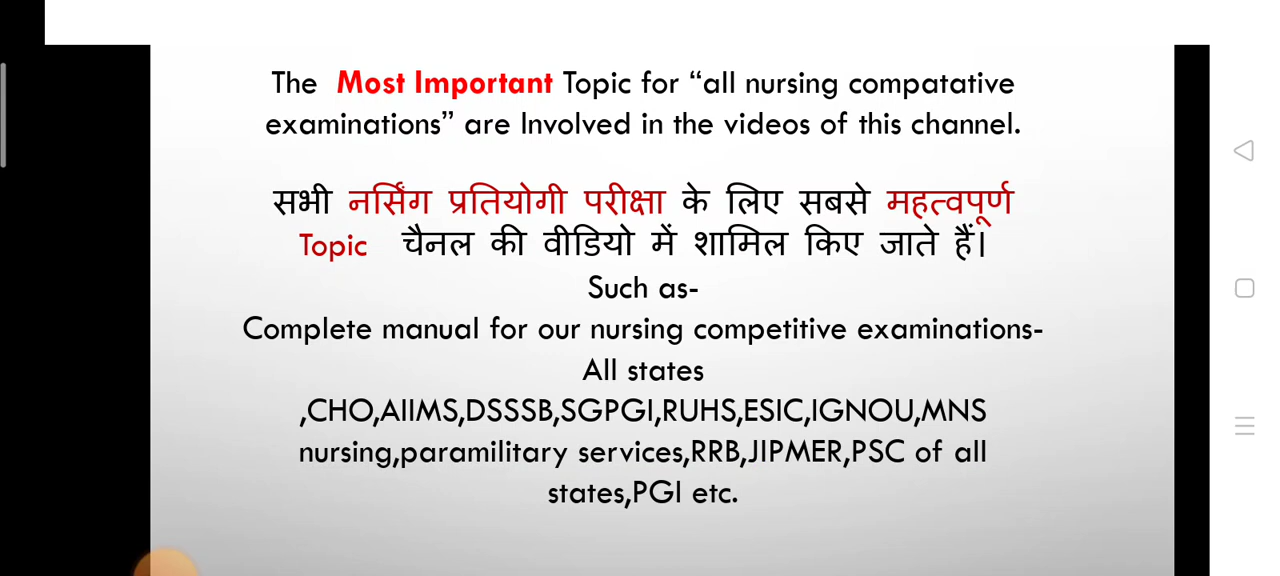 The Most Important Topic for “all nursing compatative
examinations” are Involved in the videos of this channel.
सभी नर्सिंग प्रतियोगी परीक्षा के लिए सबसे महत्वपूर्ण
Topic चैनल की वीडियो में शामिल किए जाते हैं।
Such as-
Complete manual for our nursing competitive examinations-
All states
,CHO,AIIMS,DSSSB,SGPGI,RUHS,ESIC,IGNOU,MNS
nursing,paramilitary services,RRB,JIPMER,PSC of all
states,PGI etc.